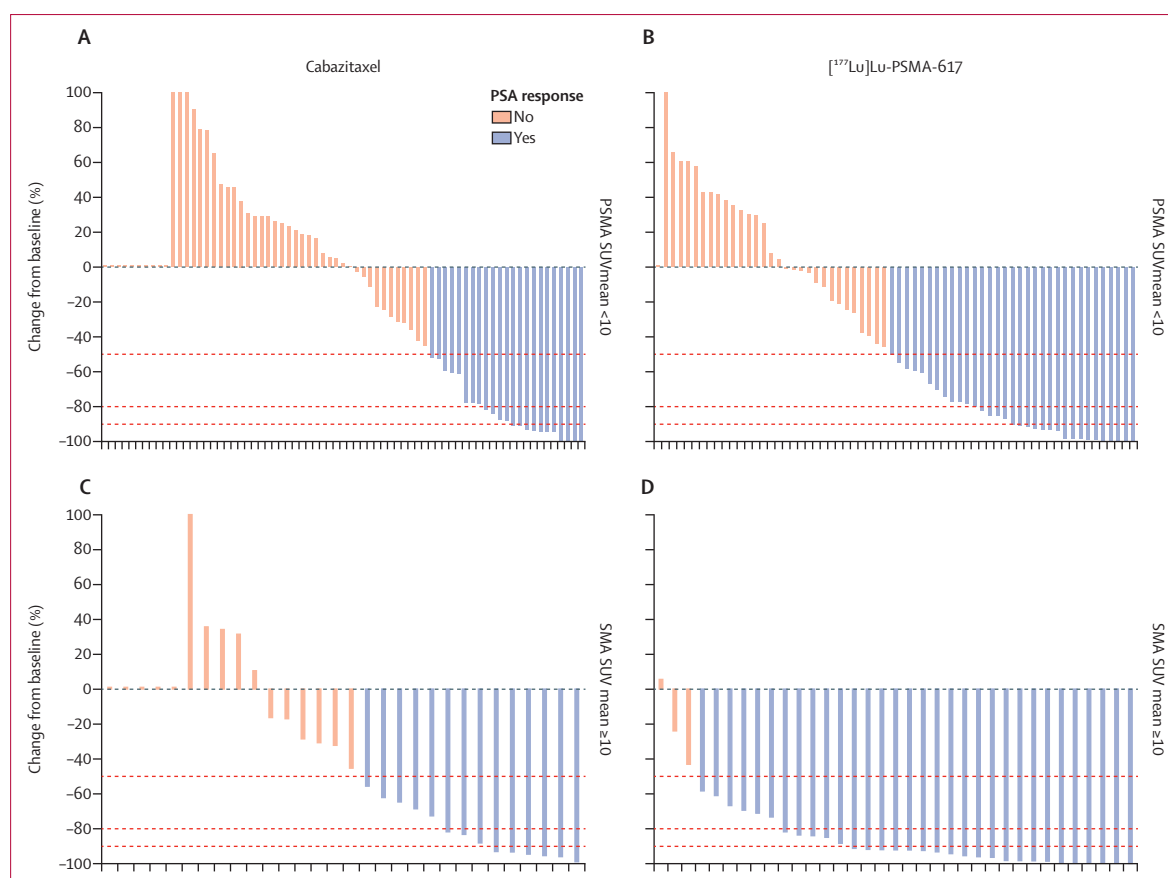 A
B
Cabazitaxel
[¹⁷⁷Lu]Lu-PSMA-617
PSA response
No
Yes
Change from baseline (%)
100
80
60
40
20
0
−20
−40
−60
−80
−100
PSMA SUVmean <10
PSMA SUVmean <10
C
D
Change from baseline (%)
100
80
60
40
20
0
−20
−40
−60
−80
−100
SMA SUV mean ≥10
SMA SUV mean ≥10